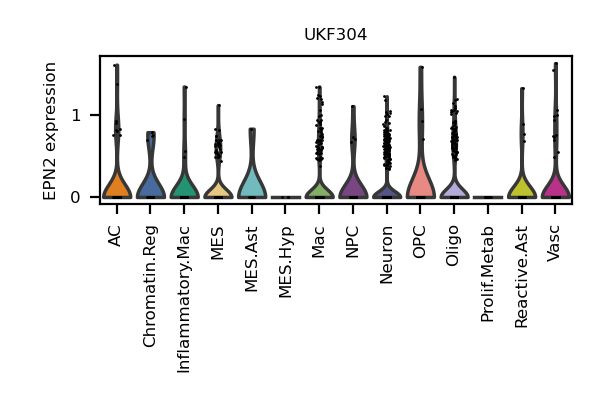 UKF304
EPN2 expression
1
0
AC
Chromatin.Reg
Inflammatory.Mac
MES
MES.Ast
MES.Hyp
Mac
NPC
Neuron
OPC
Oligo
Prolif.Metab
Reactive.Ast
Vasc